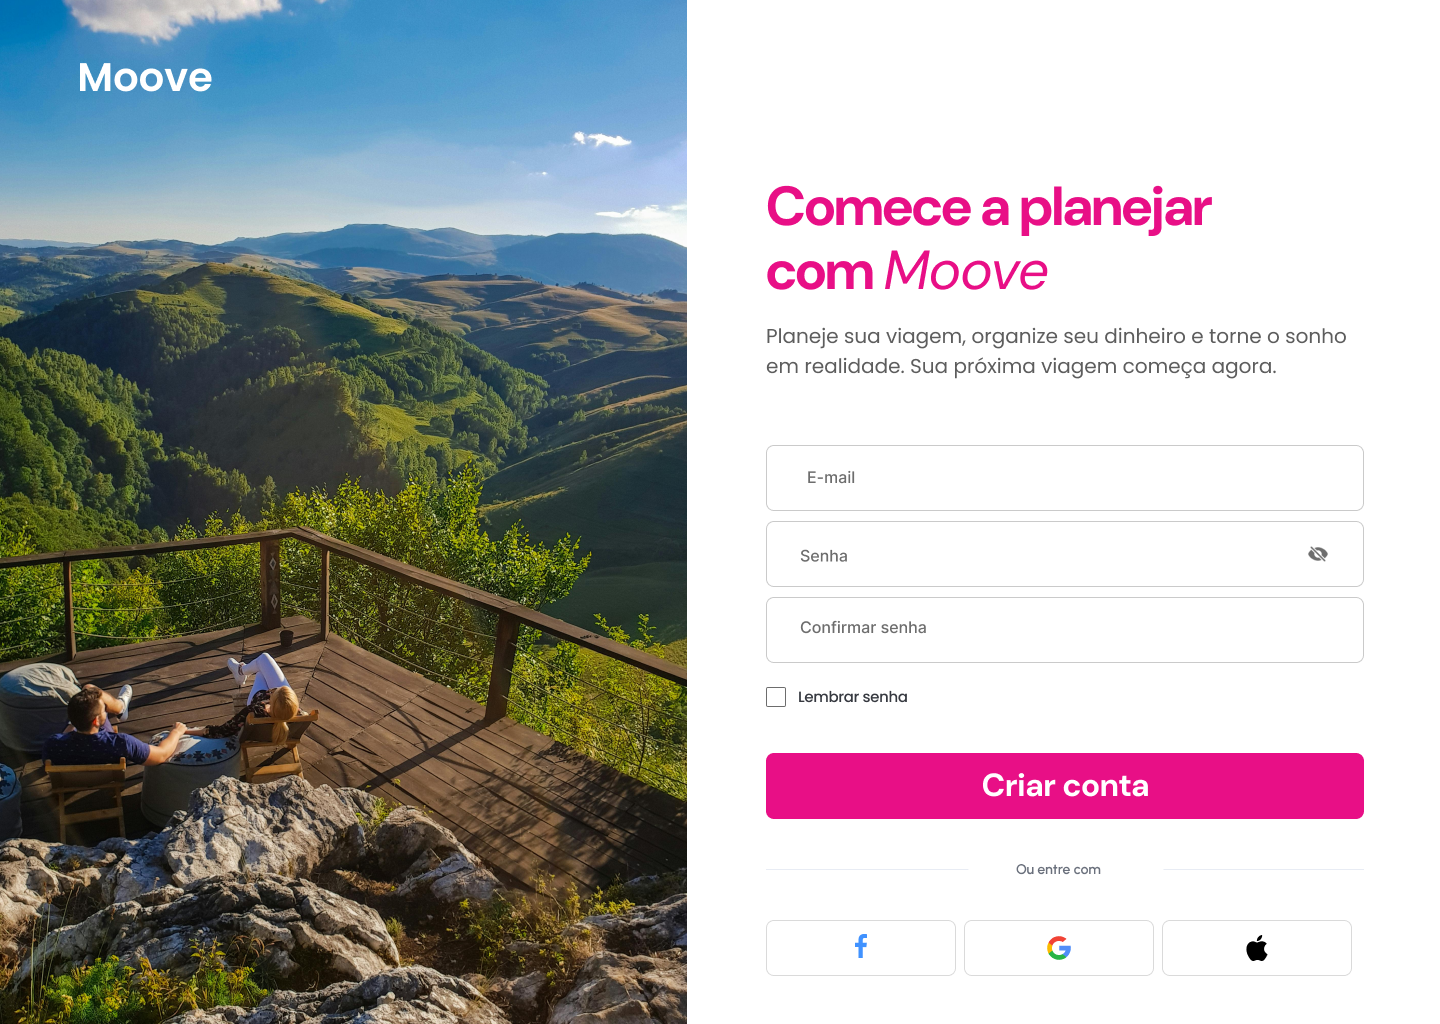 Moove
Comece a planejar
com Moove
Planeje sua viagem, organize seu dinheiro e torne o sonho
em realidade. Sua próxima viagem começa agora.
E-mail
Senha
Confirmar senha
Lembrar senha
Criar conta
Ou entre com